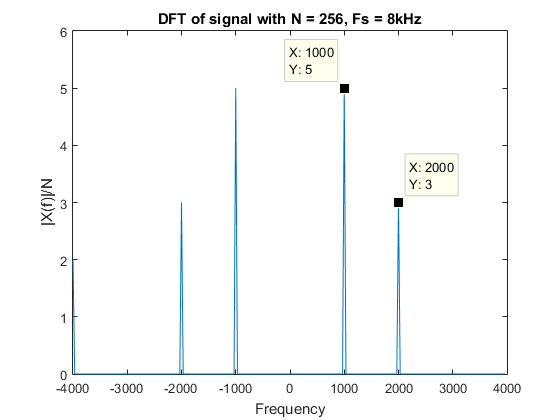 DFT of signal with N = 256, Fs = 8kHz
|X(f)|/N
6
5
4
3
2
1
0
X: 1000
Y: 5
X: 2000
Y: 3
-4000 -3000 -2000 -1000 0 1000 2000 3000 4000
Frequency